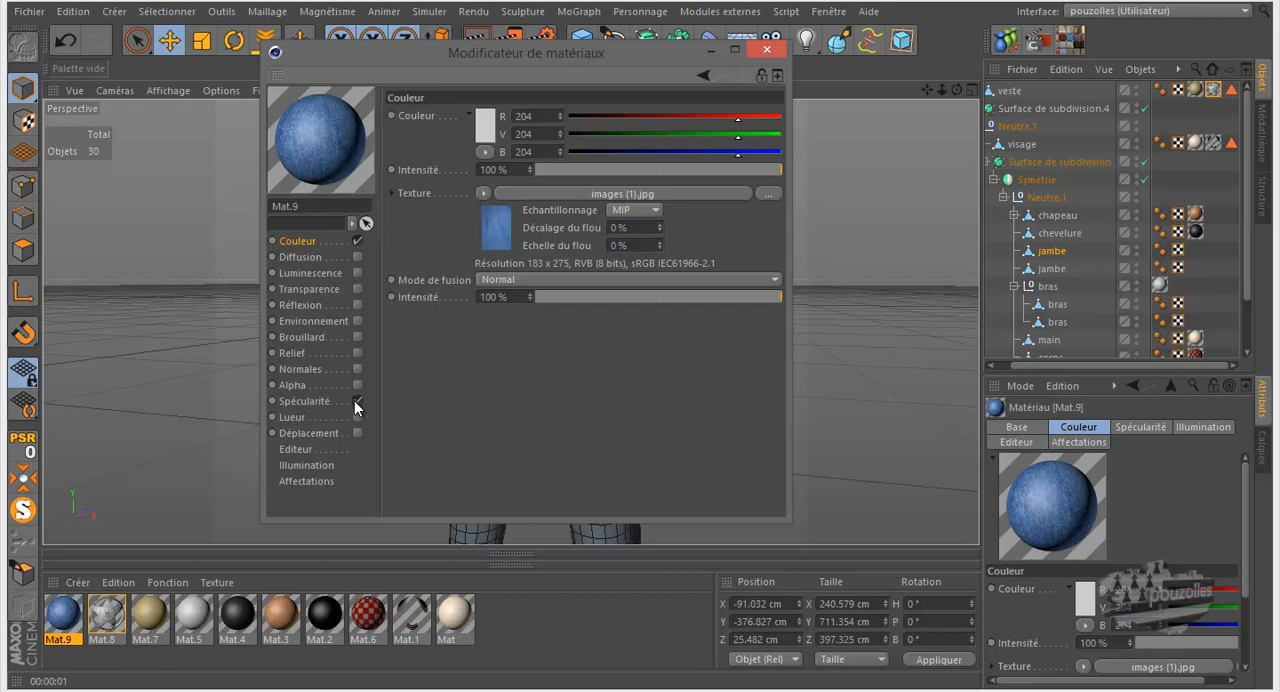 Fichier Edition Créer Sélectionner Outils Maillage Magnétisme Animer Simuler Rendu Sculpture MoGraph Personnage Modules externes Script Fenêtre Aide Interface: pouzolles (Utilisateur)
Palette vide
Vue Caméras Affichage Options
Perspective
Total
Objets 30
Modificateur de matériaux
Mat.9
Couleur
Diffusion
Luminescence
Transparence
Réflexion
Environnement
Brouillard
Relief
Normales
Alpha
Spécularité
Lueur
Déplacement
Editeur
Illumination
Affectations
Couleur
Couleur R 204
V 204
B 204
Intensité 100 %
Texture images (1).jpg ...
Echantillonnage MIP
Décalage du flou 0 %
Echelle du flou 0 %
Résolution 183 x 275, RVB (8 bits), sRGB IEC61966-2.1
Mode de fusion Normal
Intensité 100 %
Fichier Edition Vue Objets
veste
Surface de subdivision.4
Neutre.1
visage
Surface de subdivision
Symétrie
Neutre.1
chapeau
chevelure
jambe
jambe
bras
bras
bras
main
Objets
Médiathèque
Structure
Mode Edition
Matériau [Mat.9]
Base Couleur Spécularité Illumination
Editeur Affectations
Couleur
Couleur
Intensité 100 %
Texture images (1).jpg
pouzolles
Attributs
Calques
PSR
0
S
MAXO
CINEM
Créer Edition Fonction Texture
Mat.9 Mat.8 Mat.7 Mat.5 Mat.4 Mat.3 Mat.2 Mat.6 Mat.1 Mat
Position Taille Rotation
X -91.032 cm X 240.579 cm H 0 °
Y -376.827 cm Y 711.354 cm P 0 °
Z 25.482 cm Z 397.325 cm B 0 °
Objet (Rel) Taille Appliquer
00:00:01